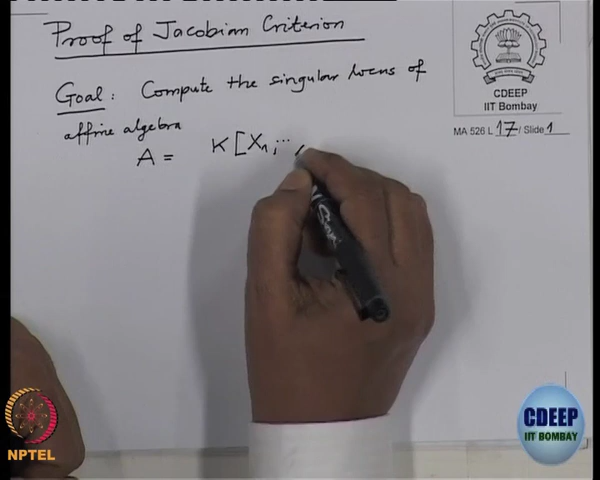 Proof of Jacobian Criterion
Goal: Compute the singular locus of
affine algebra
A = K[X₁, ...,
CDEEP
IIT Bombay
MA 526 L 17 / Slide 1
NPTEL
CDEEP
IIT BOMBAY